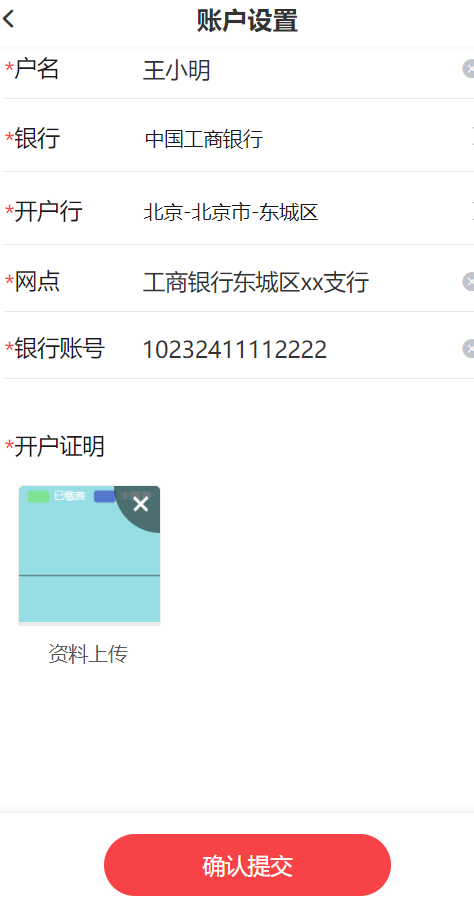 账户设置
*户名 王小明
*银行 中国工商银行
*开户行 北京-北京市-东城区
*网点 工商银行东城区xx支行
*银行账号 10232411112222
*开户证明
已缴费
资料上传
确认提交